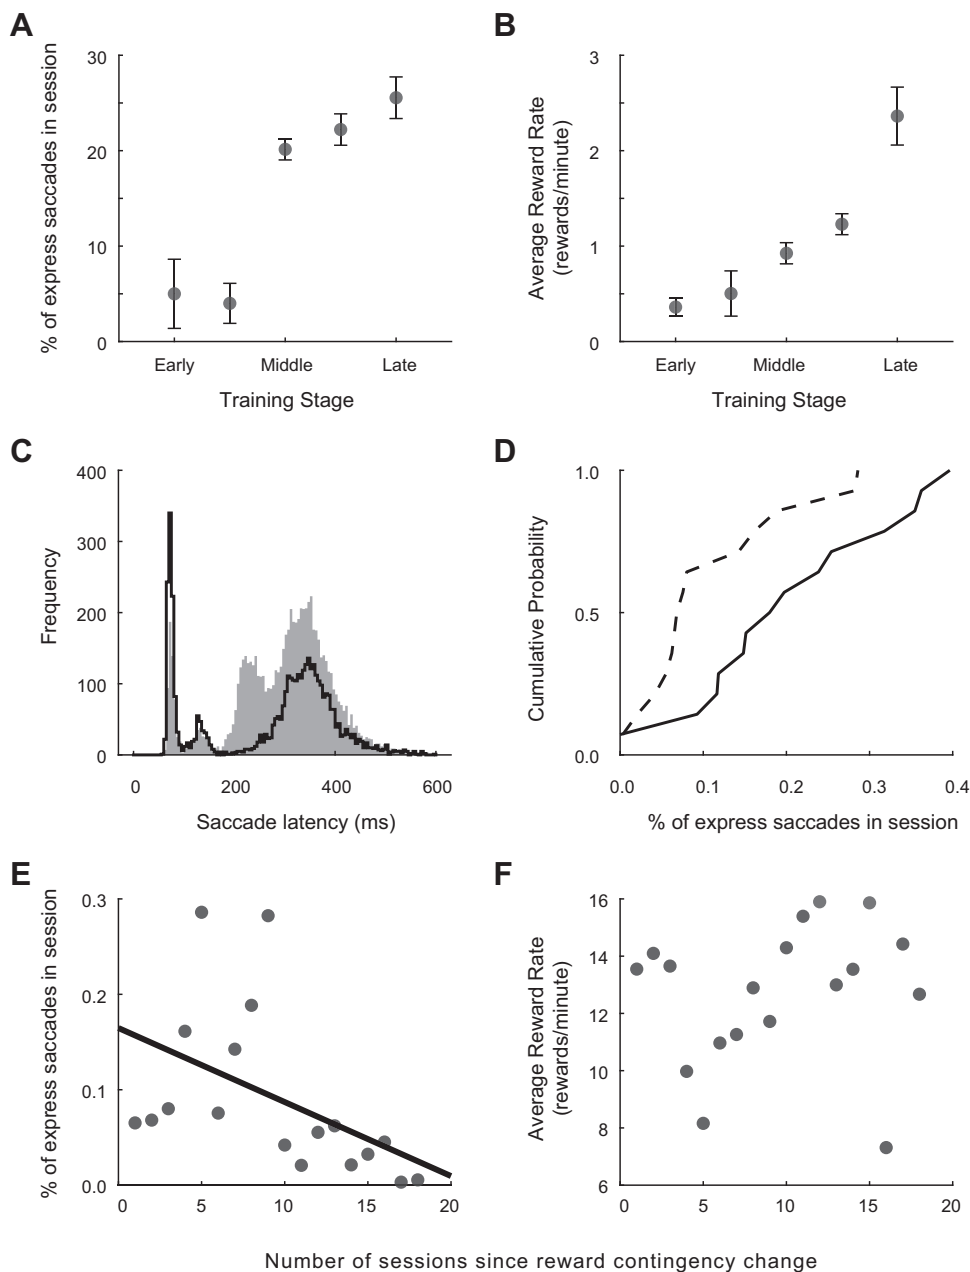 A
% of express saccades in session
30
20
10
0
Early
Middle
Late
Training Stage
B
Average Reward Rate
(rewards/minute)
3
2
1
0
Early
Middle
Late
Training Stage
C
Frequency
400
300
200
100
0
0
200
400
600
Saccade latency (ms)
D
Cumulative Probability
1.0
0.5
0.0
0.0
0.1
0.2
0.3
0.4
% of express saccades in session
E
% of express saccades in session
0.3
0.2
0.1
0.0
0
5
10
15
20
F
Average Reward Rate
(rewards/minute)
16
14
12
10
8
6
0
5
10
15
20
Number of sessions since reward contingency change